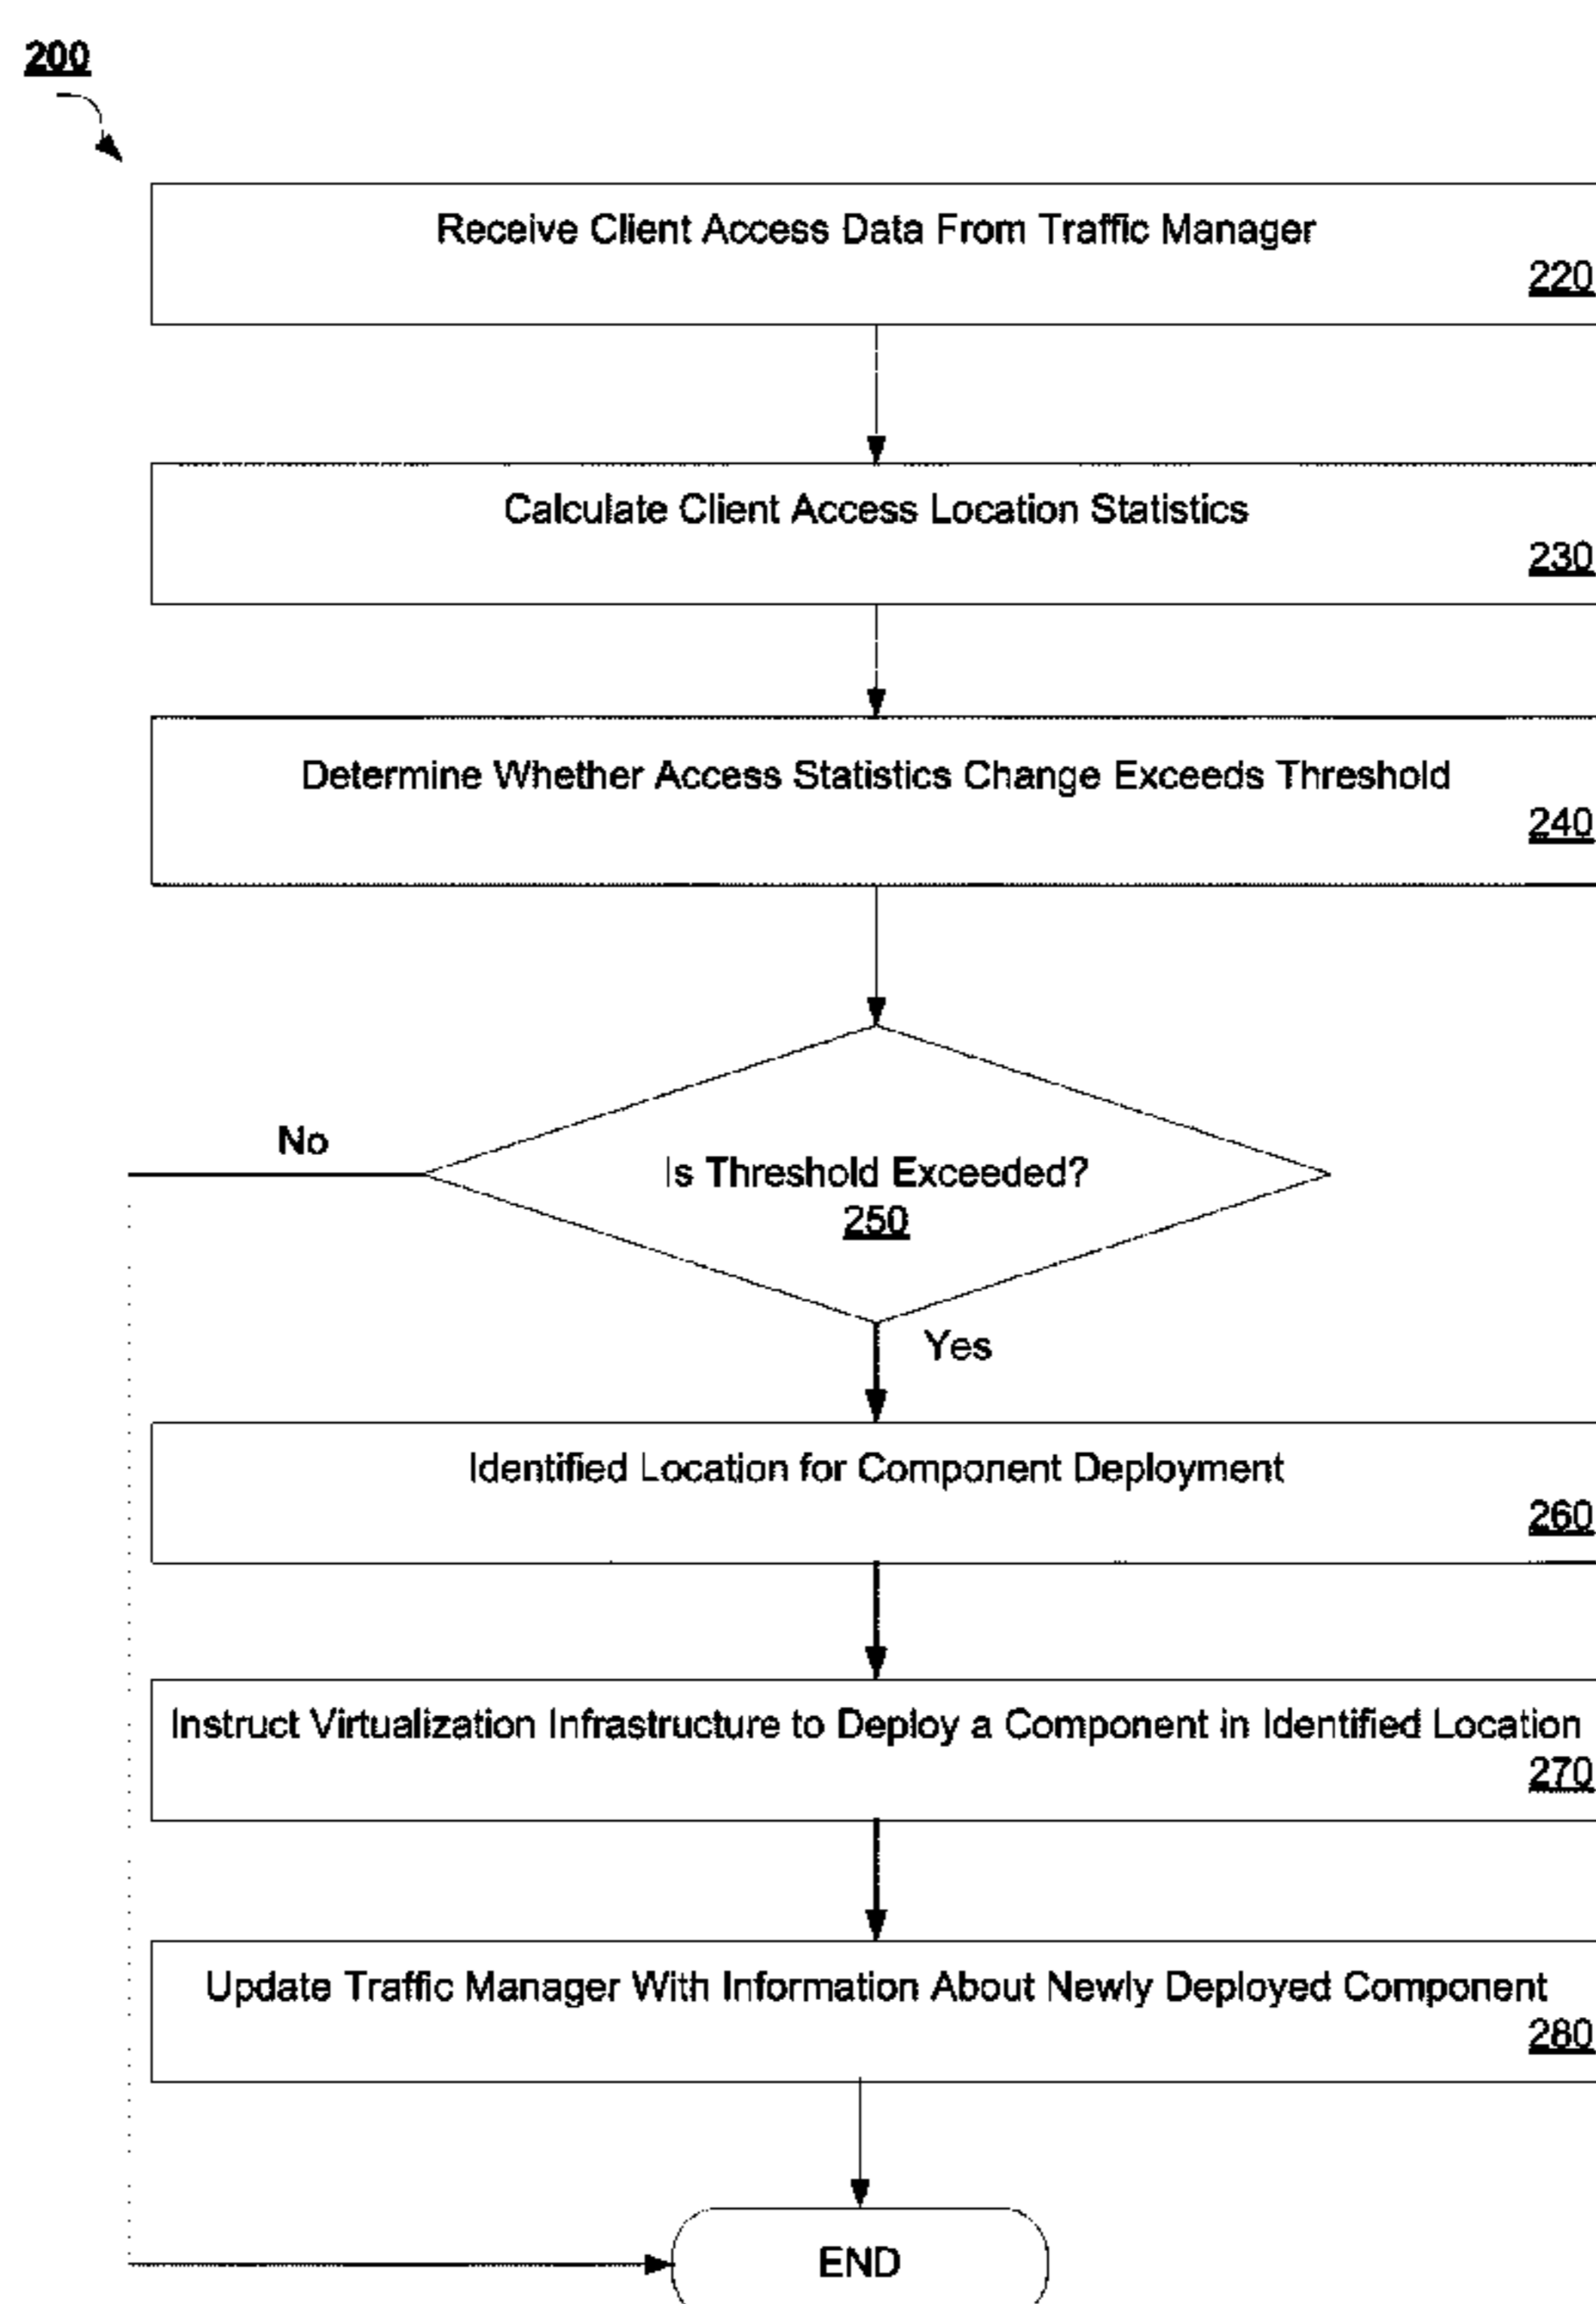 200
Receive Client Access Data From Traffic Manager
220
Calculate Client Access Location Statistics
230
Determine Whether Access Statistics Change Exceeds Threshold
240
No
Is Threshold Exceeded?
250
Yes
Identified Location for Component Deployment
260
Instruct Virtualization Infrastructure to Deploy a Component in Identified Location
270
Update Traffic Manager With Information About Newly Deployed Component
280
END